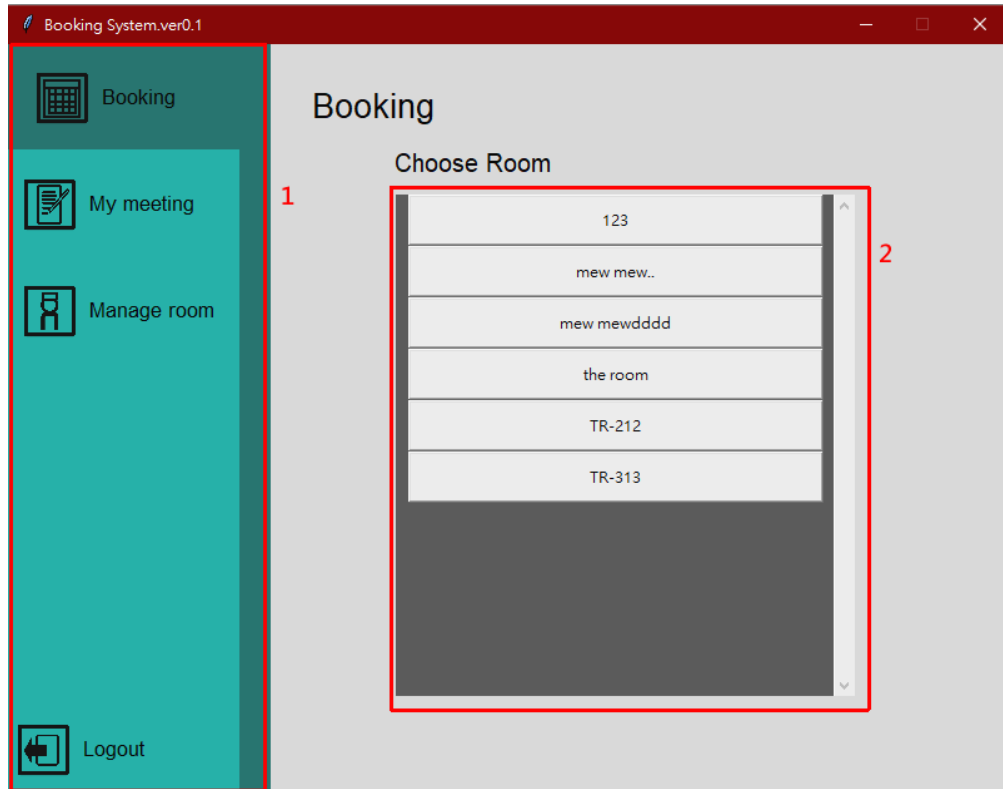 Booking System.ver0.1
Booking
My meeting
Manage room
Logout
1
Booking
Choose Room
123
mew mew..
mew mewdddd
the room
TR-212
TR-313
2